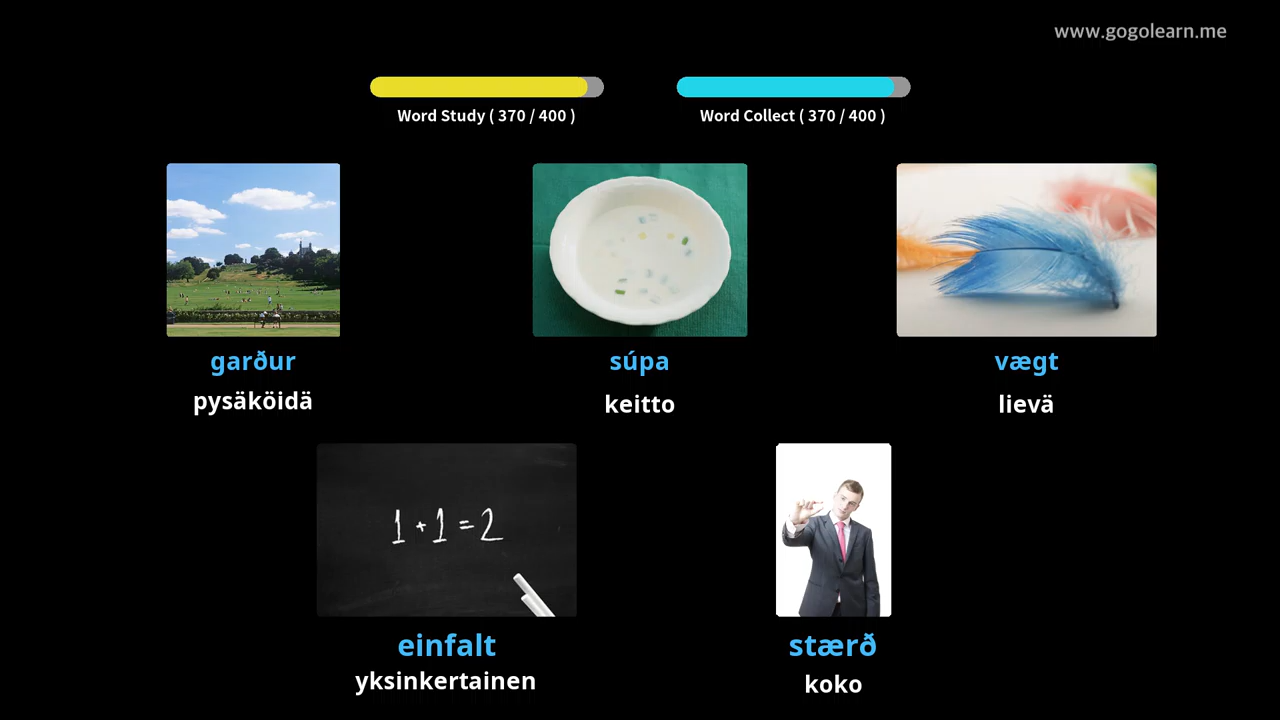 www.gogolearn.me
Word Study ( 370 / 400 )
Word Collect ( 370 / 400 )
garður
súpa
vægt
pysäköidä
keitto
lievä
1 + 1 = 2
einfalt
stærð
yksinkertainen
koko